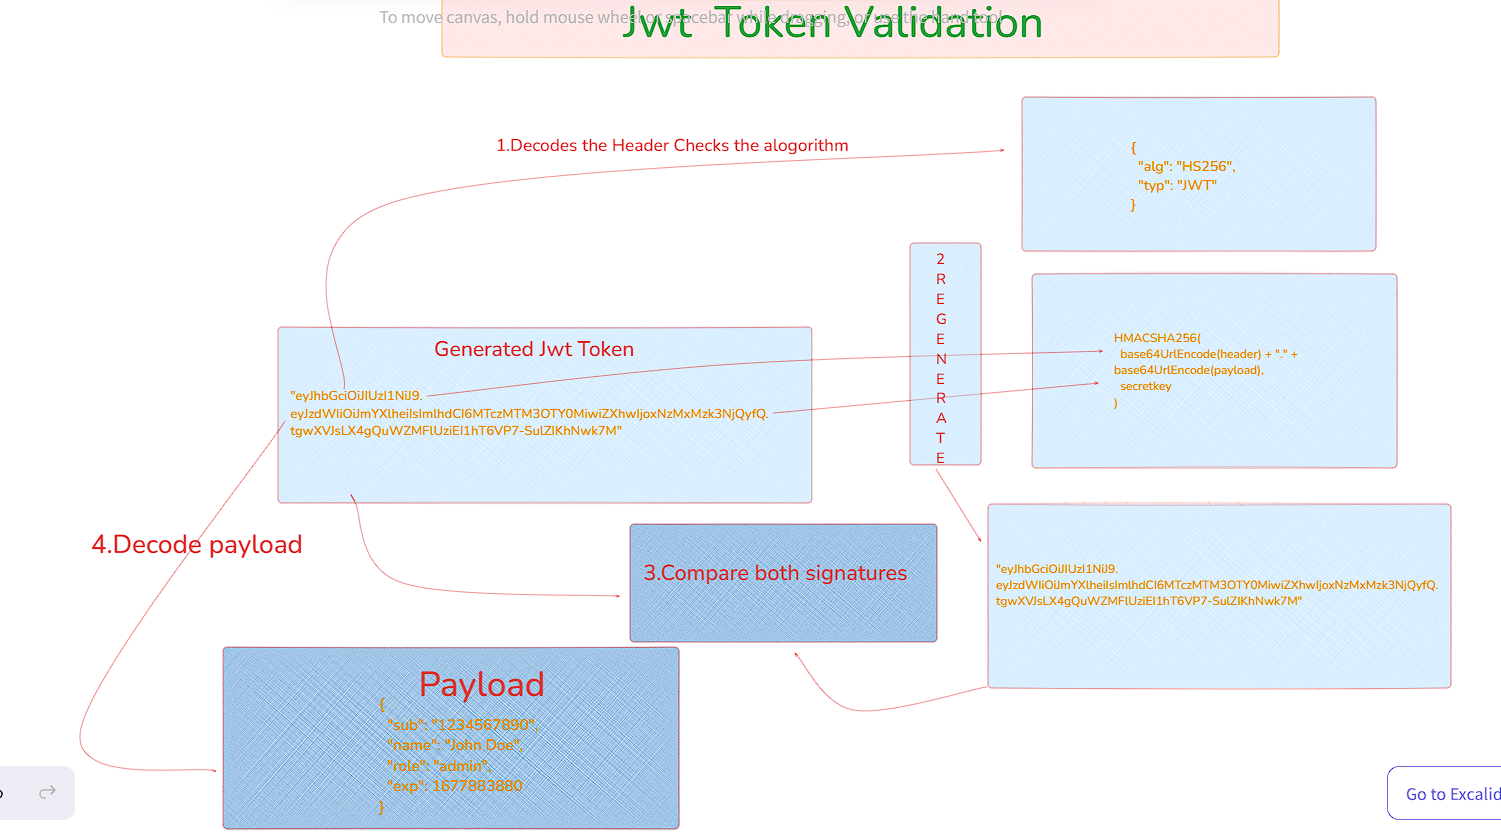 To move canvas, hold mouse wheel or spacebar while dragging, or use the hand tool
Jwt Token Validation
1.Decodes the Header Checks the alogorithm
{
"alg": "HS256",
"typ": "JWT"
}
2
R
E
G
E
N
E
R
A
T
E
HMACSHA256(
base64UrlEncode(header) + "." +
base64UrlEncode(payload),
secretkey
)
Generated Jwt Token
"eyJhbGciOiJIUzI1NiJ9.
eyJzdWIiOiJmYXlheiIsImlhdCI6MTczMTM3OTY0MiwiZXhwIjoxNzMxMzk3NjQyfQ.
tgwXVJsLX4gQuWZMFlUziEI1hT6VP7-SulZIKhNwk7M"
4.Decode payload
3.Compare both signatures
"eyJhbGciOiJIUzI1NiJ9.
eyJzdWIiOiJmYXlheiIsImlhdCI6MTczMTM3OTY0MiwiZXhwIjoxNzMxMzk3NjQyfQ.
tgwXVJsLX4gQuWZMFlUziEI1hT6VP7-SulZIKhNwk7M"
Payload
{
"sub": "1234567890",
"name": "John Doe",
"role": "admin",
"exp": 1677883880
}
Go to Excalid